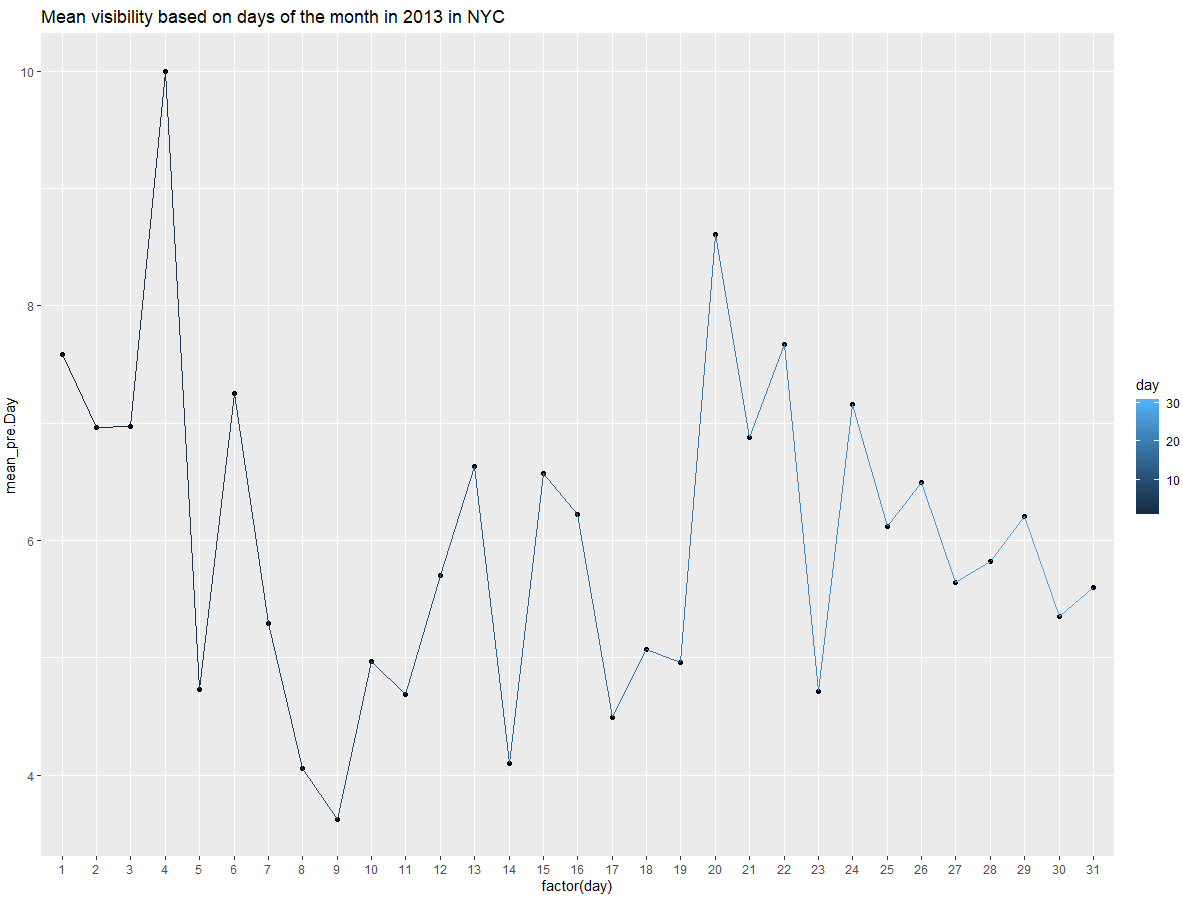 Mean visibility based on days of the month in 2013 in NYC
mean_pre.Day
10
8
6
4
1 2 3 4 5 6 7 8 9 10 11 12 13 14 15 16 17 18 19 20 21 22 23 24 25 26 27 28 29 30 31
factor(day)
day
30
20
10